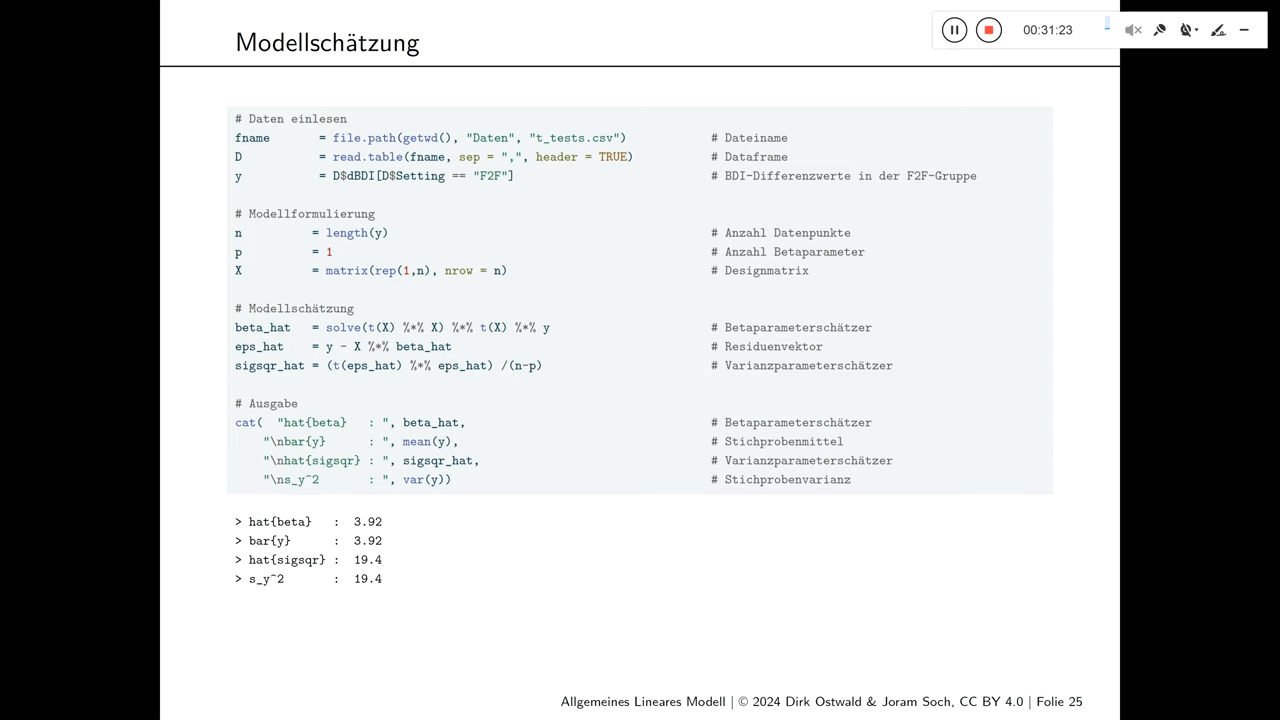 Modellschätzung
00:31:23
# Daten einlesen
fname = file.path(getwd(), "Daten", "t_tests.csv") # Dateiname
D = read.table(fname, sep = ",", header = TRUE) # Dataframe
y = D$dBDI[D$Setting == "F2F"] # BDI-Differenzwerte in der F2F-Gruppe
# Modellformulierung
n = length(y) # Anzahl Datenpunkte
p = 1 # Anzahl Betaparameter
X = matrix(rep(1,n), nrow = n) # Designmatrix
# Modellschätzung
beta_hat = solve(t(X) %*% X) %*% t(X) %*% y # Betaparameterschätzer
eps_hat = y - X %*% beta_hat # Residuenvektor
sigsqr_hat = (t(eps_hat) %*% eps_hat) /(n-p) # Varianzparameterschätzer
# Ausgabe
cat( "hat{beta} : ", beta_hat, # Betaparameterschätzer
"\nbar{y} : ", mean(y), # Stichprobenmittel
"\nhat{sigsqr} : ", sigsqr_hat, # Varianzparameterschätzer
"\ns_y^2 : ", var(y)) # Stichprobenvarianz
> hat{beta} : 3.92
> bar{y} : 3.92
> hat{sigsqr} : 19.4
> s_y^2 : 19.4
Allgemeines Lineares Modell | © 2024 Dirk Ostwald & Joram Soch, CC BY 4.0 | Folie 25